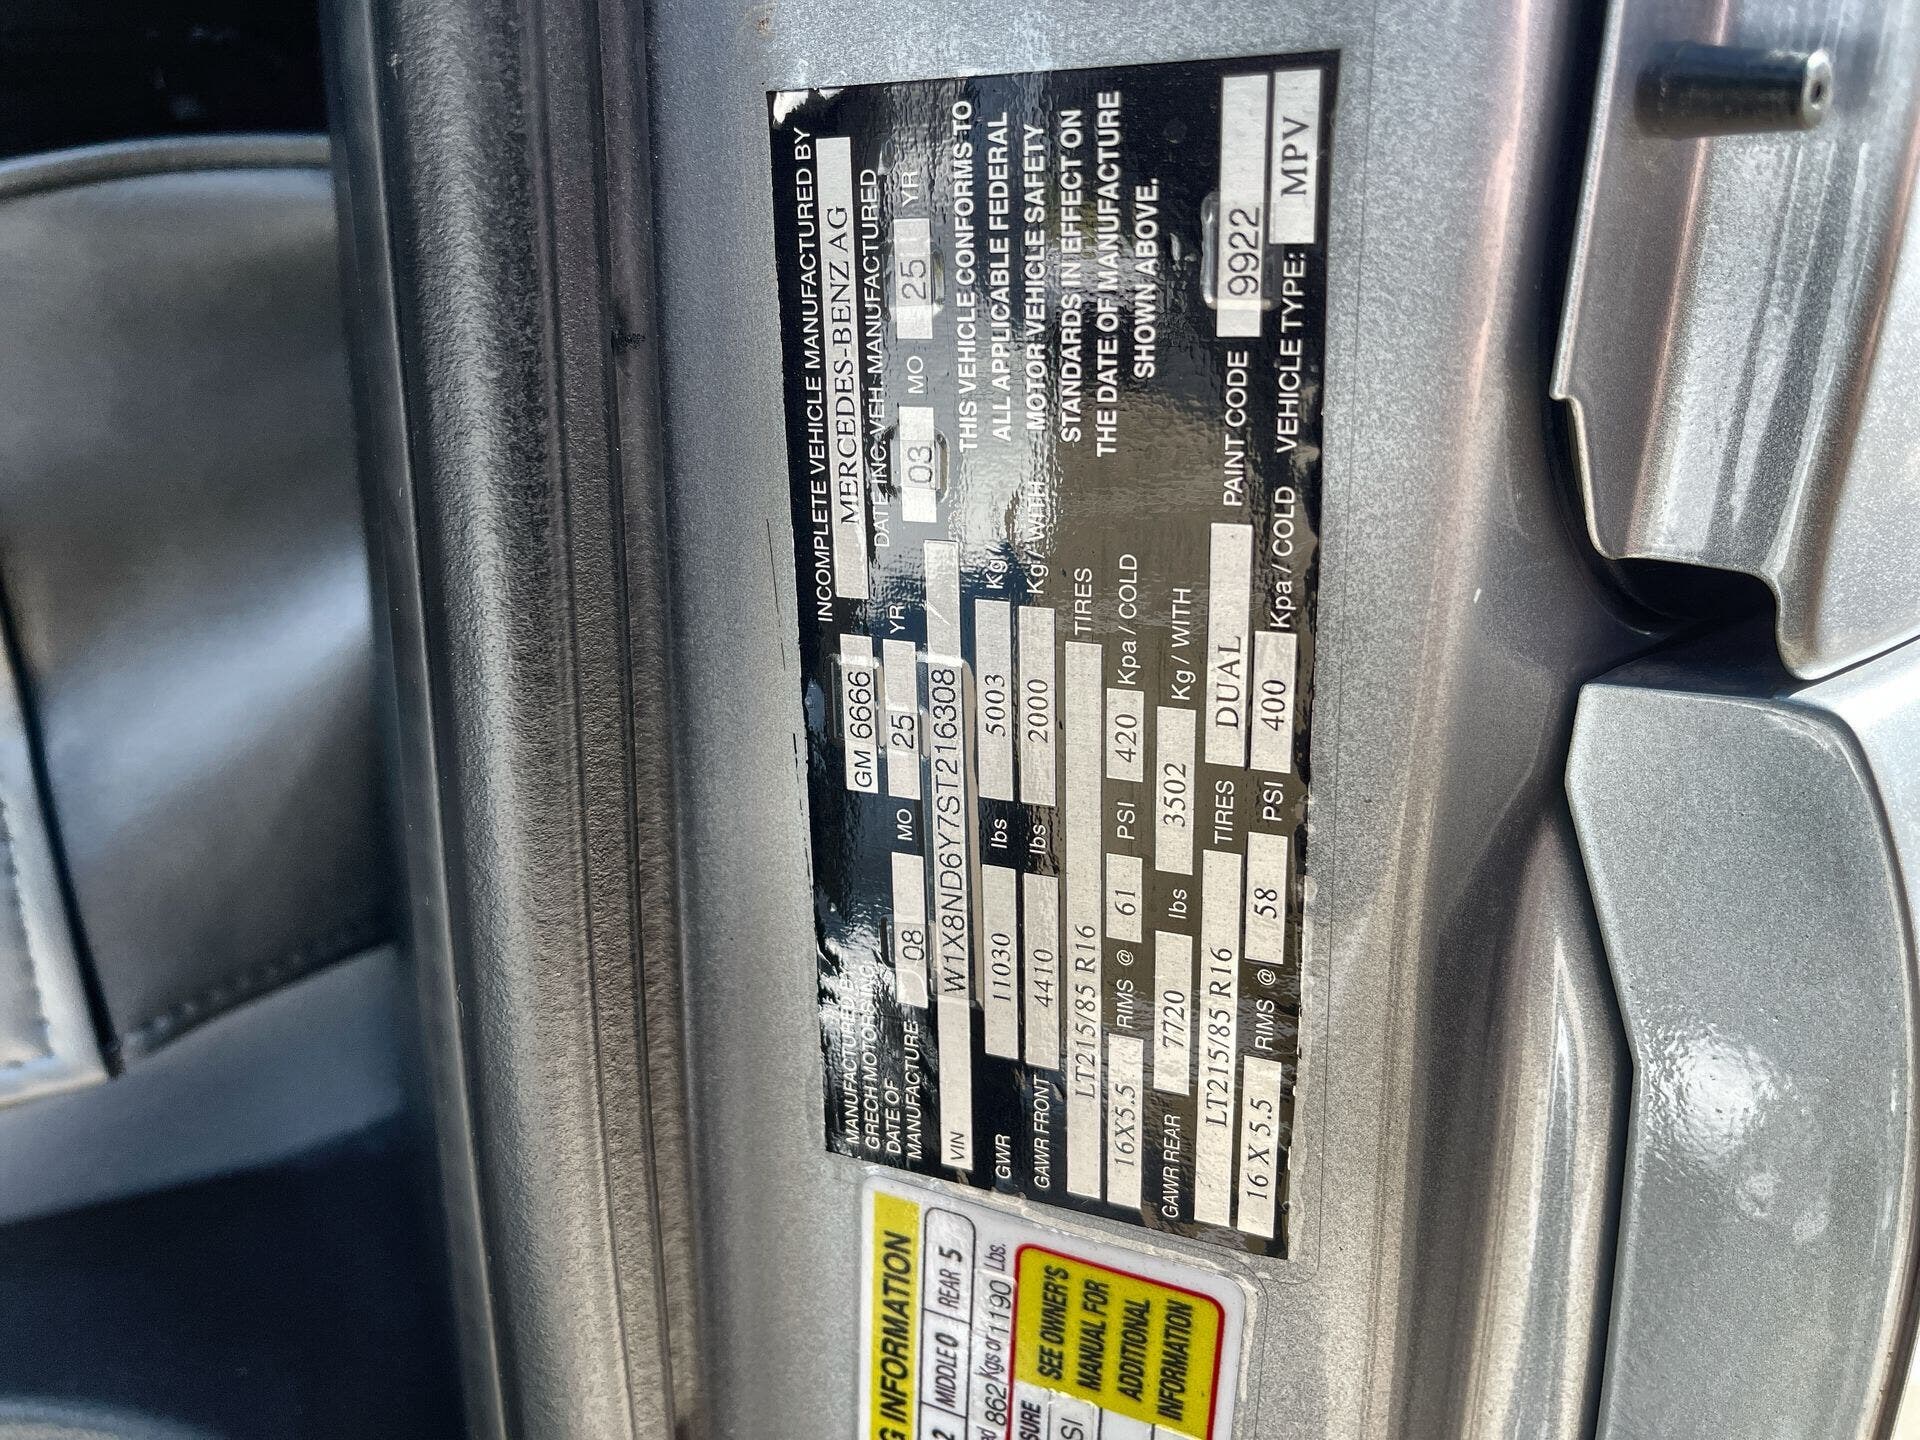 INCOMPLETE VEHICLE MANUFACTURED BY
GM 6666 MERCEDES-BENZ AG
MANUFACTURED BY
GRECH MOTORS INC
DATE OF
MANUFACTURE 08 MO 25 YR
DATE INC. VEH. MANUFACTURED
03 MO 25 YR
VIN W1X8ND6Y7ST216308
GWR 11030 lbs 5003 Kg/
GAWR FRONT 4410 lbs 2000 Kg / WITH
LT215/85 R16 TIRES
16X5.5 RIMS @ 61 PSI 420 Kpa / COLD
GAWR REAR 7720 lbs 3502 Kg / WITH
LT215/85 R16 TIRES DUAL
16 X 5.5 RIMS @ 58 PSI 400 Kpa / COLD
THIS VEHICLE CONFORMS TO
ALL APPLICABLE FEDERAL
MOTOR VEHICLE SAFETY
STANDARDS IN EFFECT ON
THE DATE OF MANUFACTURE
SHOWN ABOVE.
PAINT CODE 9922
VEHICLE TYPE: MPV
INFORMATION
2 MIDDLE 0 REAR 5
862 Kgs or 1190 Lbs.
SEE OWNER'S
MANUAL FOR
ADDITIONAL
INFORMATION